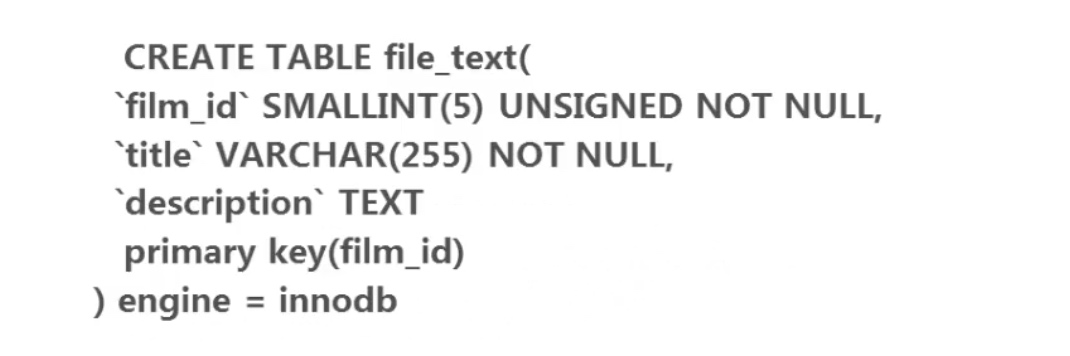 CREATE TABLE file_text(
`film_id` SMALLINT(5) UNSIGNED NOT NULL,
`title` VARCHAR(255) NOT NULL,
`description` TEXT
primary key(film_id)
) engine = innodb